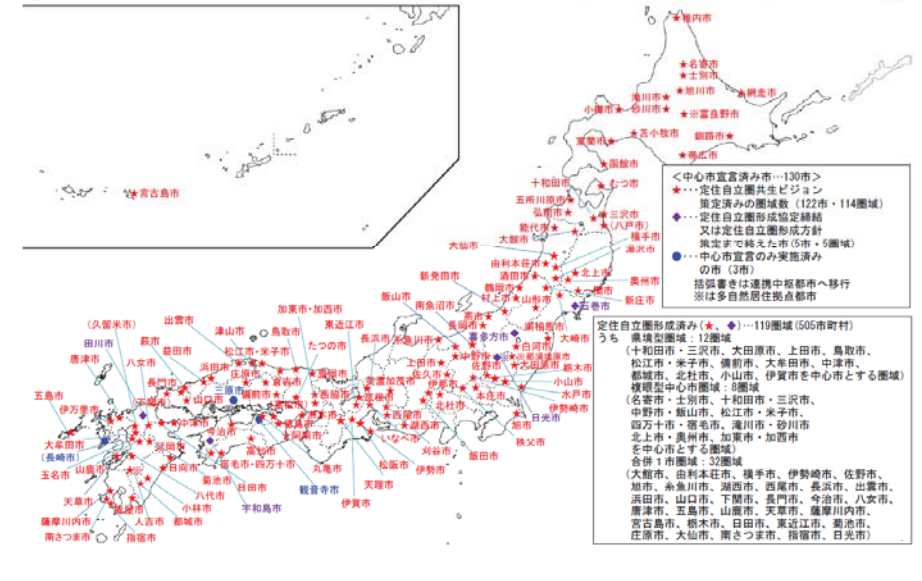 稚内市
名寄市
士別市
旭川市
網走市
滝川市
小樽市
砂川市
※富良野市
苫小牧市
釧路市
室蘭市
帯広市
函館市
宮古島市
十和田市
むつ市
五所川原市
弘前市
三沢市
(八戸市)
能代市
大館市
横手市
湯沢市
大仙市
由利本荘市
北上市
新発田市
酒田市
奥州市
鶴岡市
一関市
飯山市
南魚沼市
村上市
山形市
新庄市
石巻市
燕市
長岡市
南相馬市
大崎市
喜多方市
白河市
糸魚川市
中野市
※那須塩原市
上田市
佐野市
大田原市
栃木市
佐久市
小山市
伊那市
本庄市
水戸市
北杜市
伊勢崎市
日光市
旭市
秩父市
飯田市
刈谷市
湖西市
西尾市
いなべ市
伊勢市
松阪市
天理市
伊賀市
美濃加茂市
彦根市
長浜市
東近江市
加東市・加西市
たつの市
鳥取市
津山市
松江市・米子市
出雲市
(久留米市)
萩市
益田市
浜田市
田川市
唐津市
八女市
長門市
庄原市
三原市
倉吉市
備前市
西脇市
山口市
下関市
五島市
伊万里市
中津市
今治市
徳島市
阿南市
大牟田市
(長崎市)
延岡市
高知市
宿毛市・四万十市
丸亀市
観音寺市
玉名市
山鹿市
日向市
菊池市
日田市
宇和島市
天草市
八代市
小林市
薩摩川内市
鹿屋市
人吉市
都城市
南さつま市
指宿市
<中心市宣言済み市…130市>
★・・・定住自立圏共生ビジョン
策定済みの圏域数(122市・114圏域)
◆・・・定住自立圏形成協定締結
又は定住自立圏形成方針
策定まで終えた市(5市・5圏域)
●・・・中心市宣言のみ実施済み
の市(3市)
括弧書きは連携中枢都市へ移行
※は多自然居住拠点都市
定住自立圏形成済み(★、◆)…119圏域(505市町村)
うち 県境型圏域:12圏域
(十和田市・三沢市、大田原市、上田市、鳥取市、
松江市・米子市、備前市、大牟田市、中津市、
都城市、北杜市、小山市、伊賀市を中心とする圏域)
複眼型中心市圏域:8圏域
(名寄市・士別市、十和田市・三沢市、
中野市・飯山市、松江市・米子市、
四万十市・宿毛市、滝川市・砂川市
北上市・奥州市、加東市・加西市
を中心市とする圏域)
合併1市圏域:32圏域
(大館市、由利本荘市、横手市、伊勢崎市、佐野市、
旭市、糸魚川市、湖西市、西尾市、長浜市、出雲市、
浜田市、山口市、下関市、長門市、今治市、八女市、
唐津市、五島市、山鹿市、天草市、薩摩川内市、
宮古島市、栃木市、日田市、東近江市、菊池市、
庄原市、大仙市、南さつま市、指宿市、日光市)